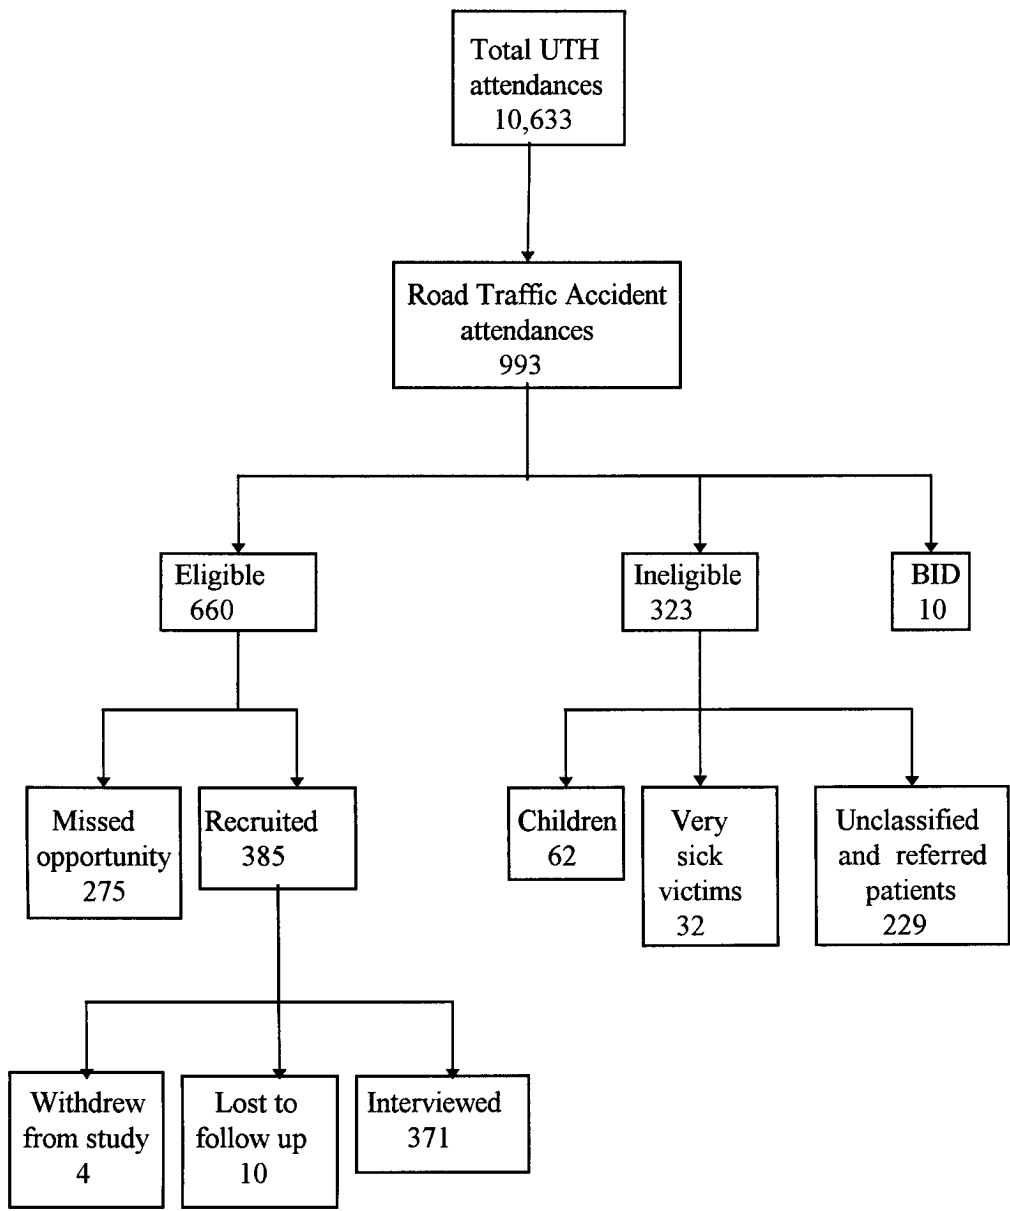 Total UTH
attendances
10,633
Road Traffic Accident
attendances
993
Eligible
660
Ineligible
323
BID
10
Missed
opportunity
275
Recruited
385
Children
62
Very
sick
victims
32
Unclassified
and referred
patients
229
Withdrew
from study
4
Lost to
follow up
10
Interviewed
371